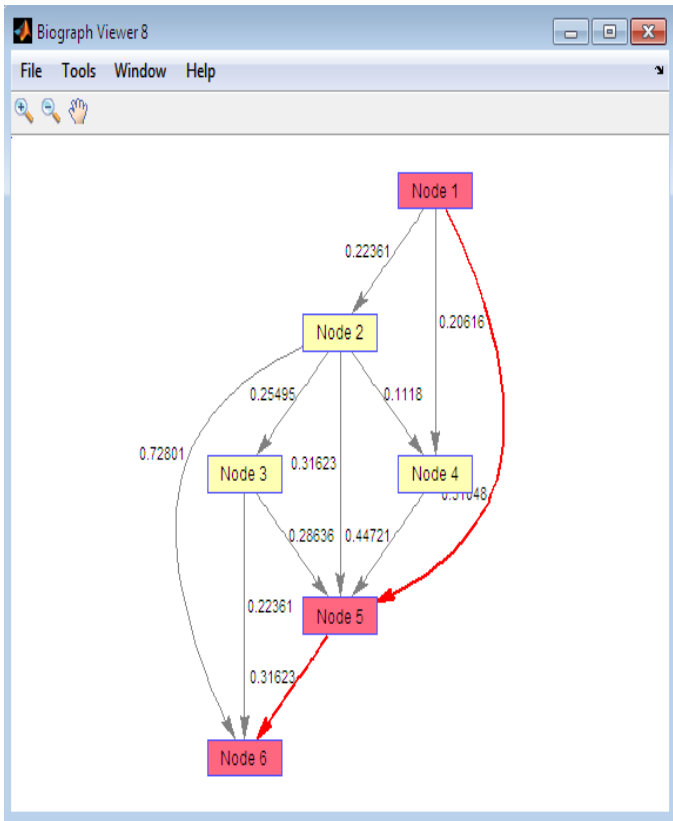 Biograph Viewer 8
File Tools Window Help
Node 1
0.22361
0.20616
Node 2
0.25495
0.1118
0.72801
0.31623
Node 3
Node 4
0.28636
0.44721
0.22361
Node 5
0.31623
Node 6